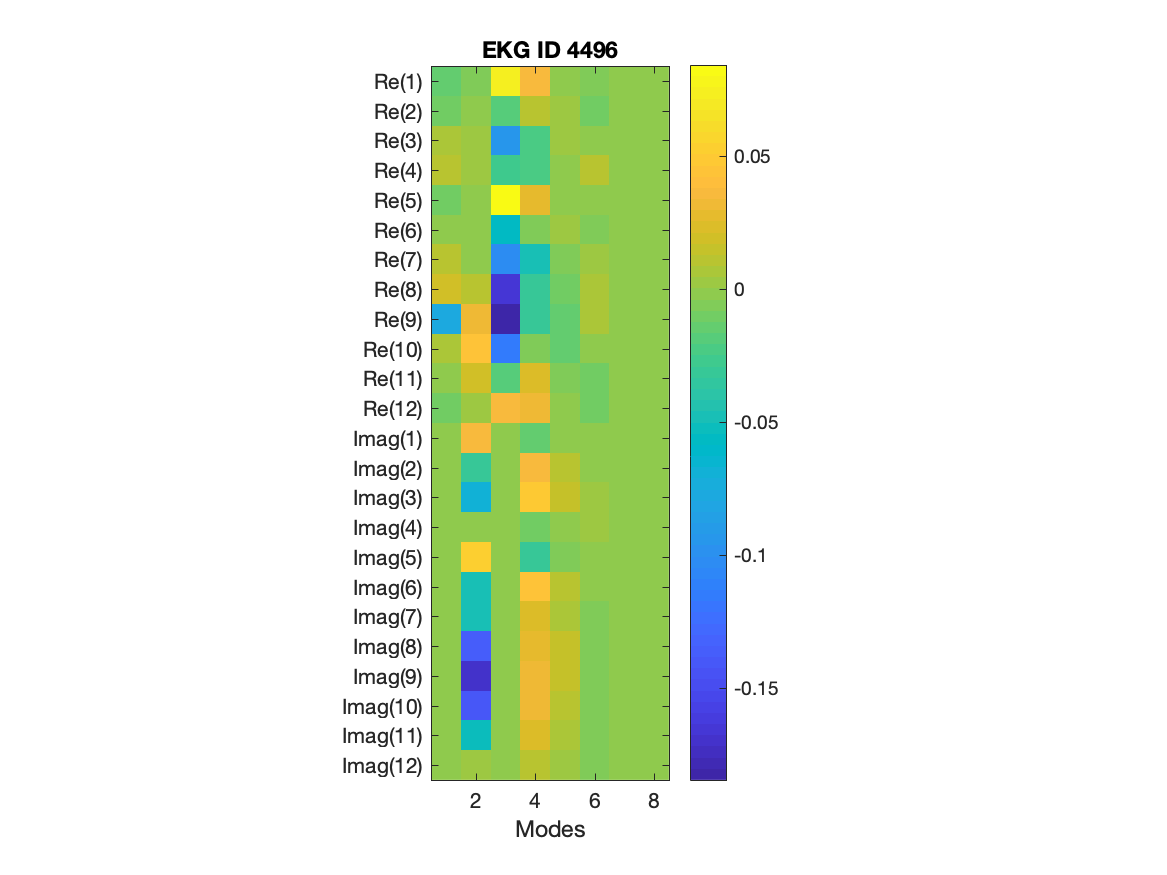 EKG ID 4496
Re(1)
Re(2)
Re(3)
Re(4)
Re(5)
Re(6)
Re(7)
Re(8)
Re(9)
Re(10)
Re(11)
Re(12)
Imag(1)
Imag(2)
Imag(3)
Imag(4)
Imag(5)
Imag(6)
Imag(7)
Imag(8)
Imag(9)
Imag(10)
Imag(11)
Imag(12)
2 4 6 8
Modes
0.05
0
-0.05
-0.1
-0.15